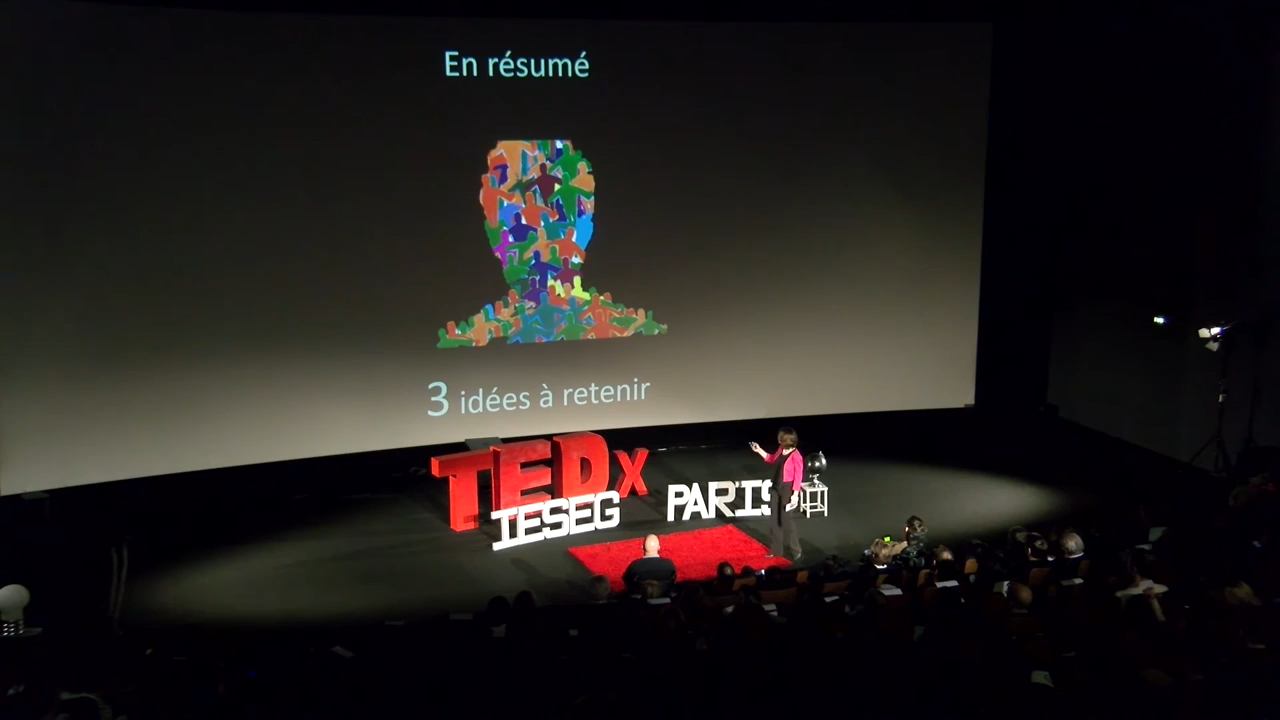 En résumé
3 idées à retenir
TEDx
IESEG PARIS